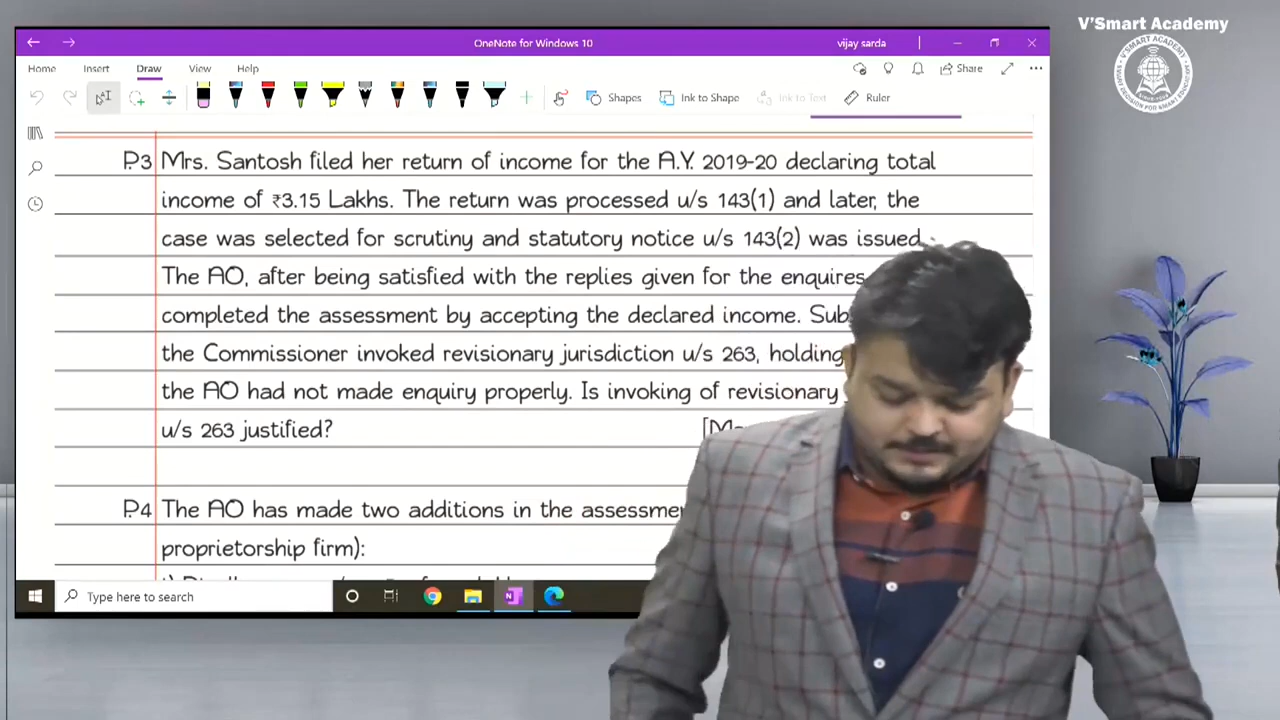 V'Smart Academy
OneNote for Windows 10
vijay sarda
Home Insert Draw View Help
Share
Shapes Ink to Shape Ink to Text Ruler
P.3 Mrs. Santosh filed her return of income for the A.Y. 2019-20 declaring total
income of ₹3.15 Lakhs. The return was processed u/s 143(1) and later, the
case was selected for scrutiny and statutory notice u/s 143(2) was issued.
The AO, after being satisfied with the replies given for the enquires
completed the assessment by accepting the declared income.
the Commissioner invoked revisionary jurisdiction u/s 263, holding
the AO had not made enquiry properly. Is invoking of revisionary
u/s 263 justified?
P.4 The AO has made two additions in the
proprietorship firm):
Type here to search